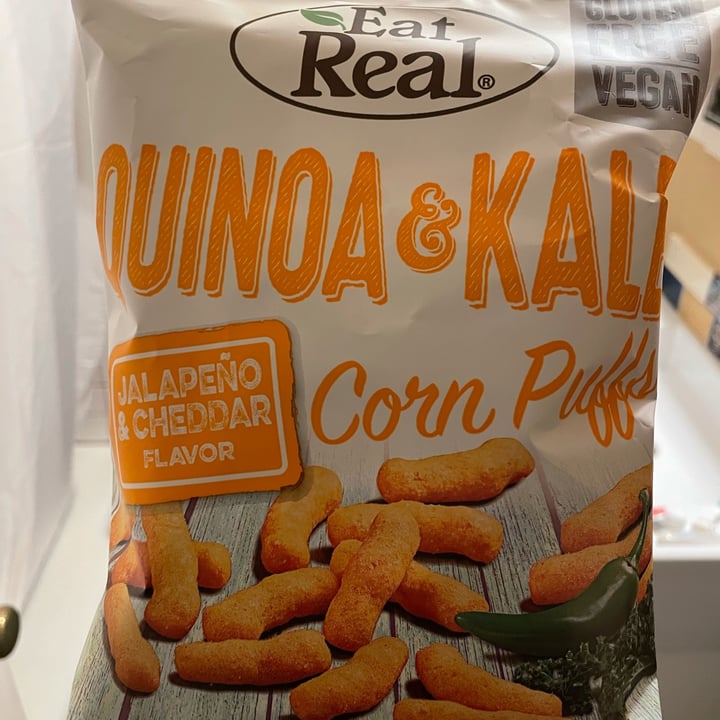 Eat
Real®
GLUTEN
FREE
VEGAN
QUINOA & KALE
JALAPEÑO
& CHEDDAR
FLAVOR
Corn Puffs